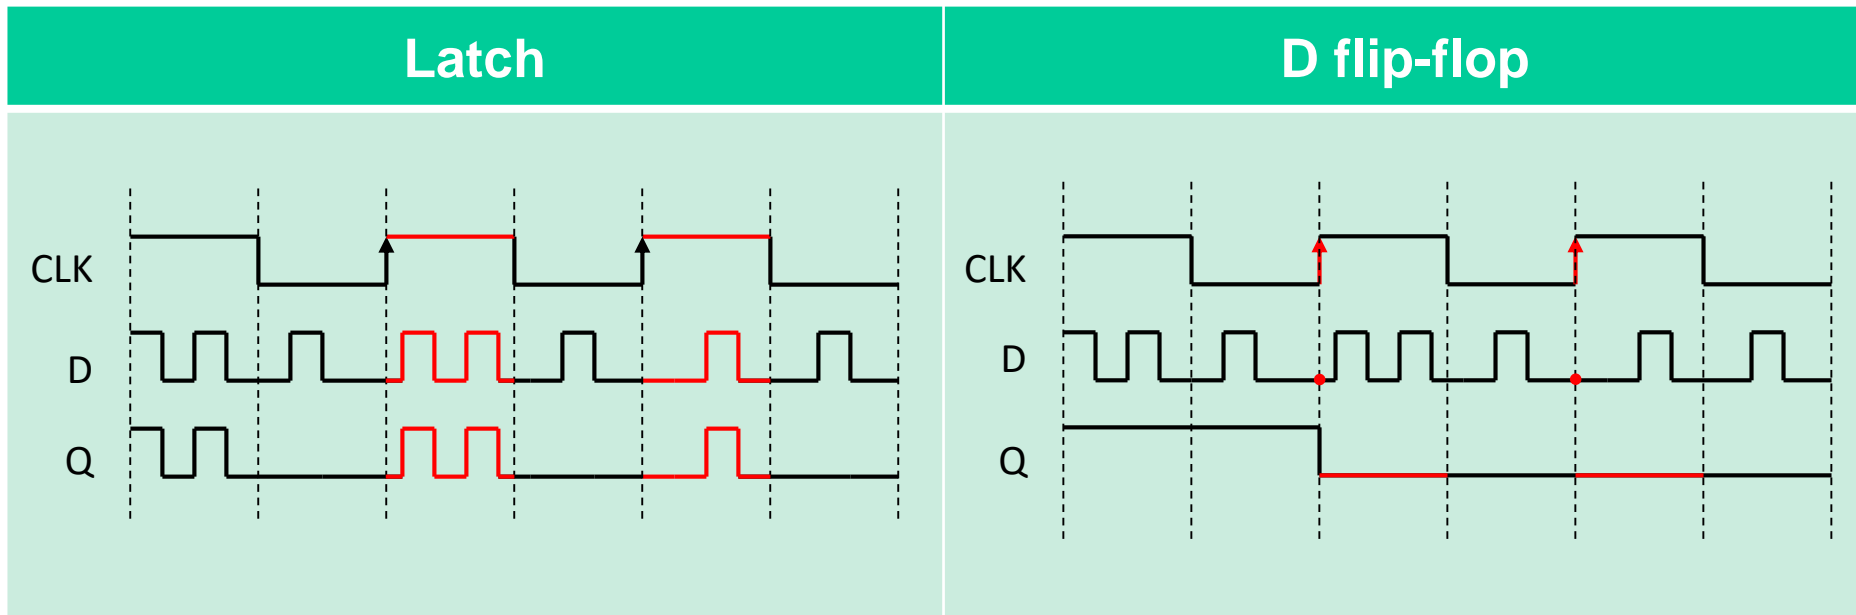 Latch
D flip-flop
CLK
D
Q
CLK
D
Q